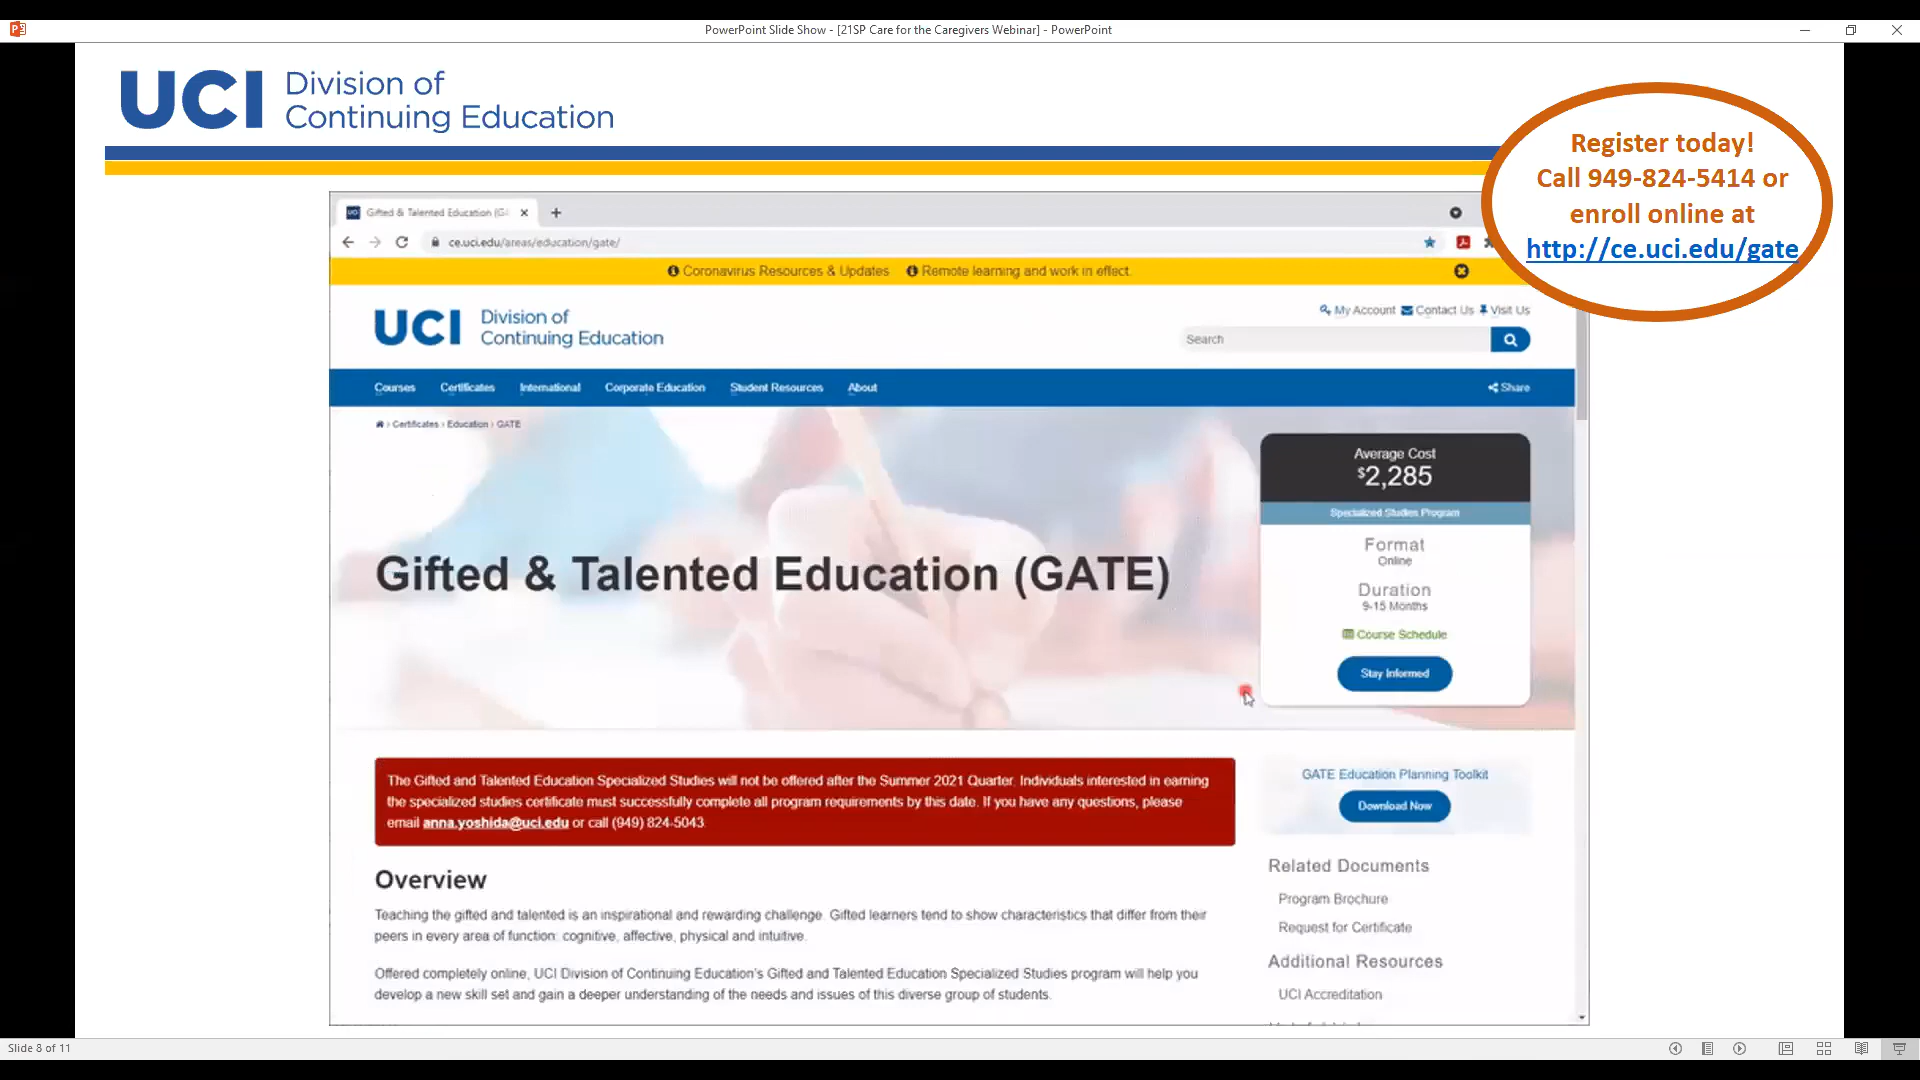 PowerPoint Slide Show - [21SP Care for the Caregivers Webinar] - PowerPoint
UCI Division of
Continuing Education
Register today!
Call 949-824-5414 or
enroll online at
http://ce.uci.edu/gate
Gifted & Talented Education (G
ce.uci.edu/areas/education/gate/
Coronavirus Resources & Updates Remote learning and work in effect.
UCI Division of
Continuing Education
My Account Contact Us Visit Us
Search
Courses Certificates International Corporate Education Student Resources About Share
› Certificates › Education › GATE
Average Cost
$2,285
Specialized Studies Program
Format
Online
Duration
9-15 Months
Course Schedule
Stay Informed
Gifted & Talented Education (GATE)
The Gifted and Talented Education Specialized Studies will not be offered after the Summer 2021 Quarter. Individuals interested in earning
the specialized studies certificate must successfully complete all program requirements by this date. If you have any questions, please
email anna.yoshida@uci.edu or call (949) 824-5043.
Overview
Teaching the gifted and talented is an inspirational and rewarding challenge. Gifted learners tend to show characteristics that differ from their
peers in every area of function: cognitive, affective, physical and intuitive.
Offered completely online, UCI Division of Continuing Education's Gifted and Talented Education Specialized Studies program will help you
develop a new skill set and gain a deeper understanding of the needs and issues of this diverse group of students.
GATE Education Planning Toolkit
Download Now
Related Documents
Program Brochure
Request for Certificate
Additional Resources
UCI Accreditation
Slide 8 of 11